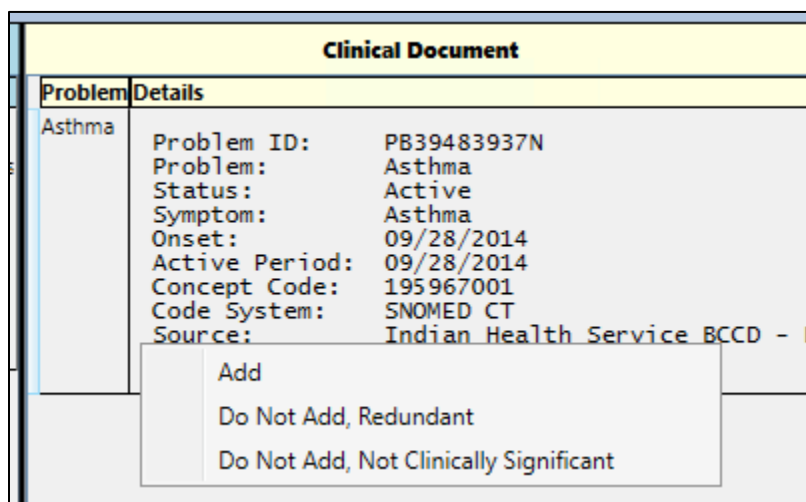 Clinical Document
Problem Details
Asthma
Problem ID: PB39483937N
Problem: Asthma
Status: Active
Symptom: Asthma
Onset: 09/28/2014
Active Period: 09/28/2014
Concept Code: 195967001
Code System: SNOMED CT
Source: Indian Health Service BCCD -
Add
Do Not Add, Redundant
Do Not Add, Not Clinically Significant